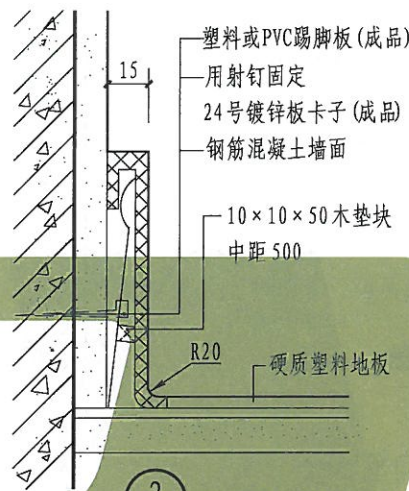 塑料或PVC踢脚板(成品)
15
用射钉固定
24号镀锌板卡子(成品)
钢筋混凝土墙面
10×10×50木垫块
中距500
R20
硬质塑料地板
2